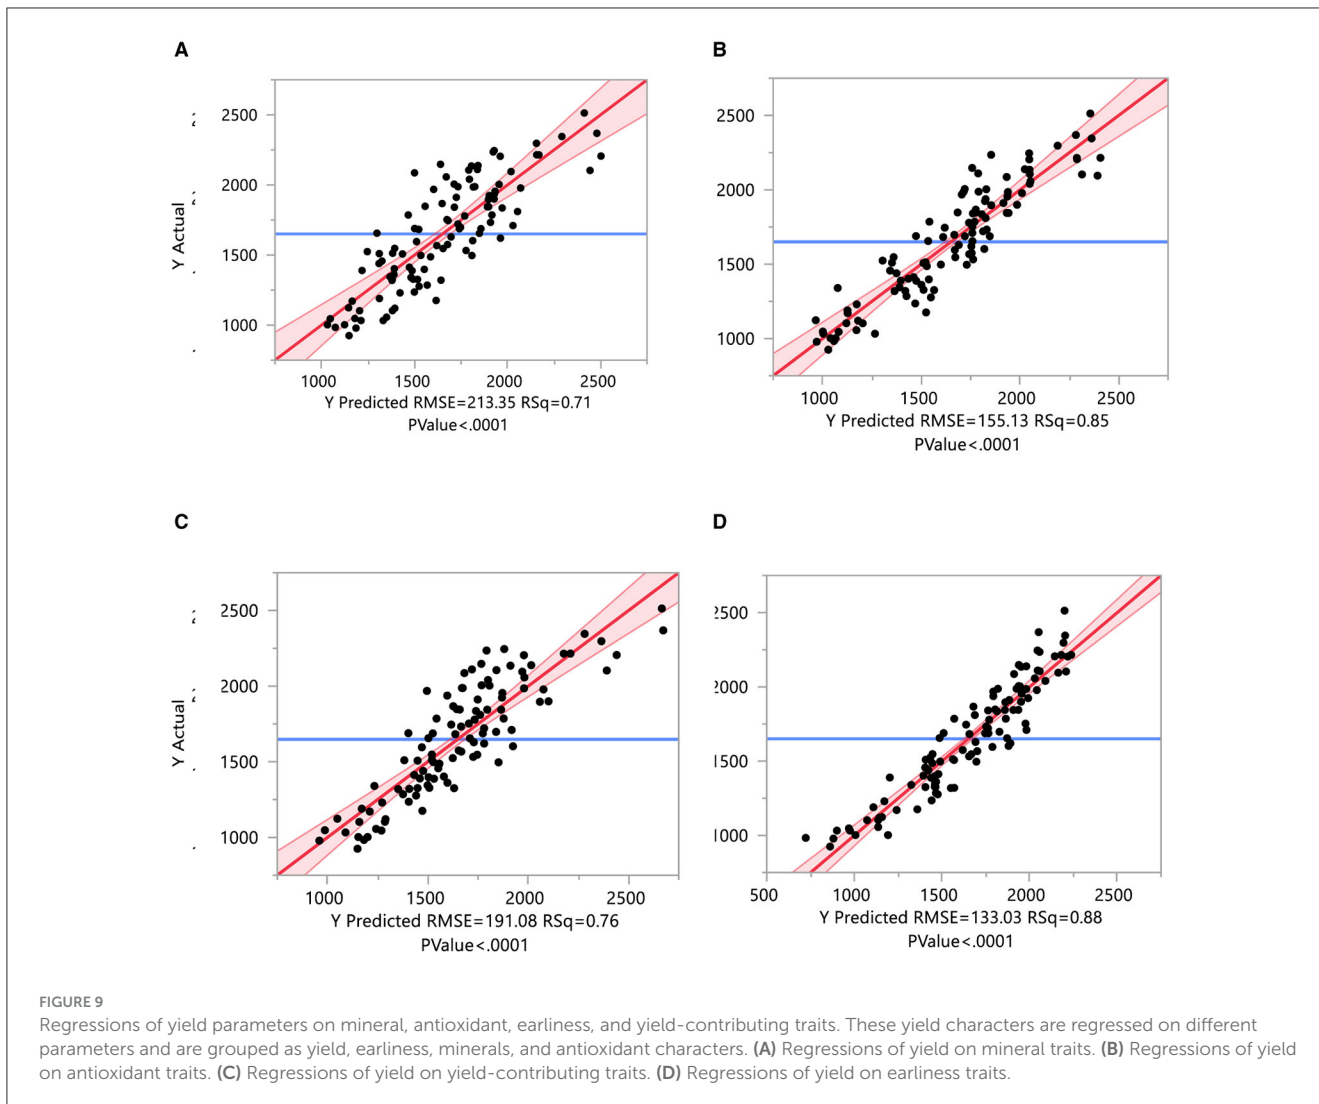 A
2500
2000
1500
1000
Y Actual
1000 1500 2000 2500
Y Predicted RMSE=213.35 RSq=0.71
PValue<.0001
B
2500
2000
1500
1000
1000 1500 2000 2500
Y Predicted RMSE=155.13 RSq=0.85
PValue<.0001
C
2500
2000
1500
1000
Y Actual
1000 1500 2000 2500
Y Predicted RMSE=191.08 RSq=0.76
PValue<.0001
D
2500
2000
1500
1000
500 1000 1500 2000 2500
Y Predicted RMSE=133.03 RSq=0.88
PValue<.0001
FIGURE 9
Regressions of yield parameters on mineral, antioxidant, earliness, and yield-contributing traits. These yield characters are regressed on different
parameters and are grouped as yield, earliness, minerals, and antioxidant characters. (A) Regressions of yield on mineral traits. (B) Regressions of yield
on antioxidant traits. (C) Regressions of yield on yield-contributing traits. (D) Regressions of yield on earliness traits.